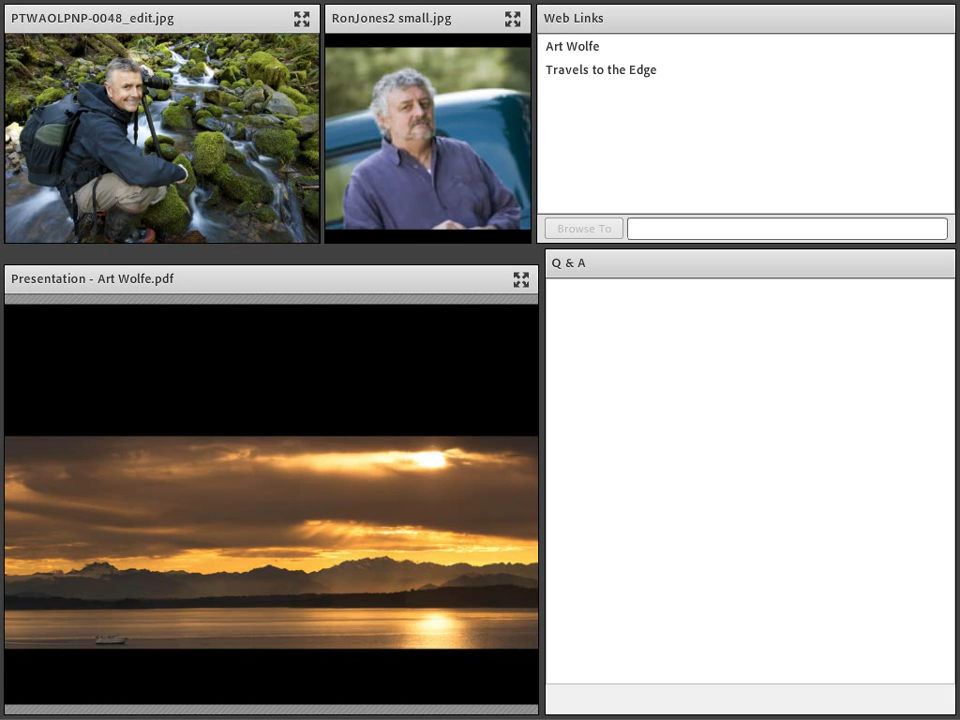 PTWAOLPNP-0048_edit.jpg
RonJones2 small.jpg
Web Links
Art Wolfe
Travels to the Edge
Browse To
Presentation - Art Wolfe.pdf
Q & A